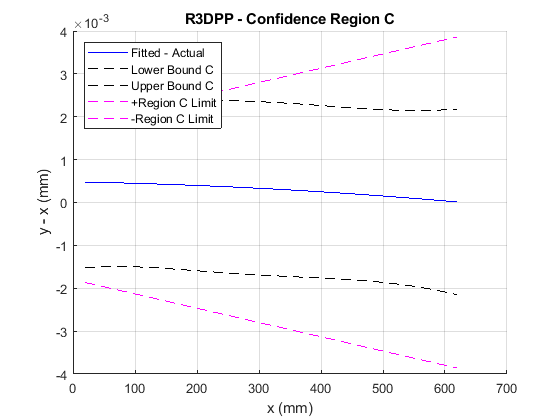 R3DPP - Confidence Region C
×10⁻³
4
3
2
1
0
-1
-2
-3
-4
y - x (mm)
Fitted - Actual
Lower Bound C
Upper Bound C
+Region C Limit
-Region C Limit
0 100 200 300 400 500 600 700
x (mm)